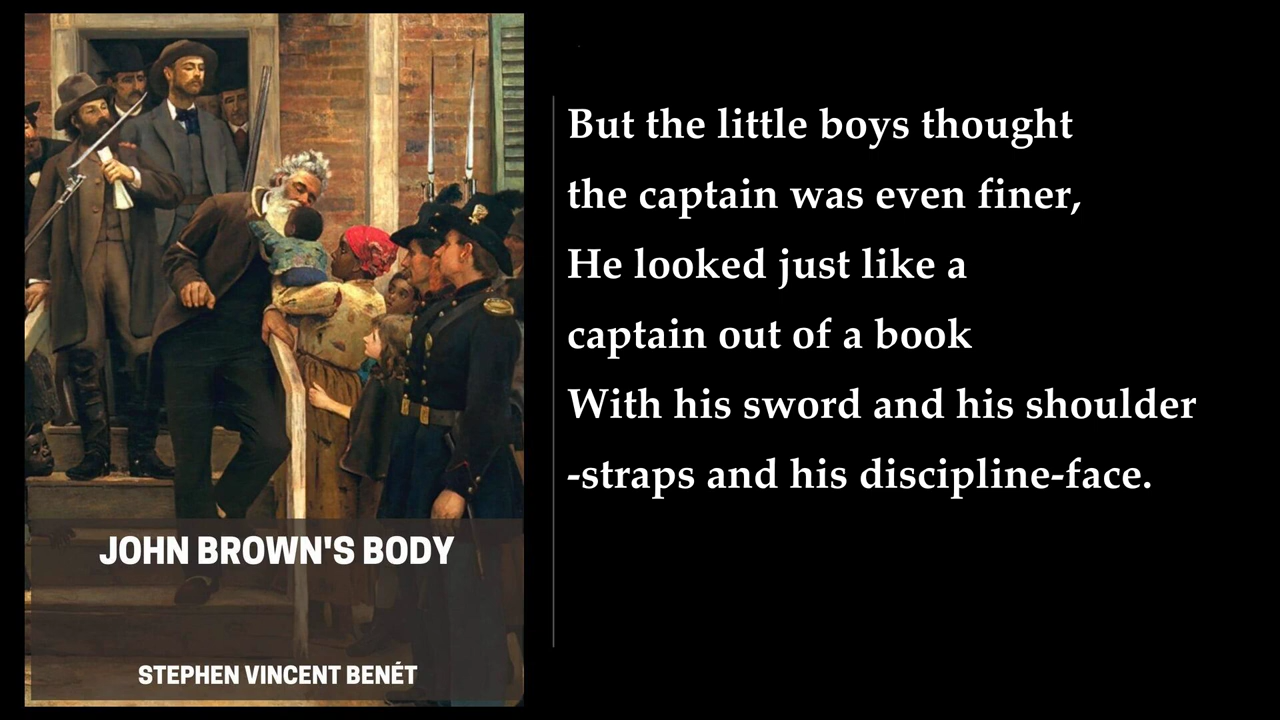 But the little boys thought
the captain was even finer,
He looked just like a
captain out of a book
With his sword and his shoulder
-straps and his discipline-face.
JOHN BROWN'S BODY
STEPHEN VINCENT BENÉT